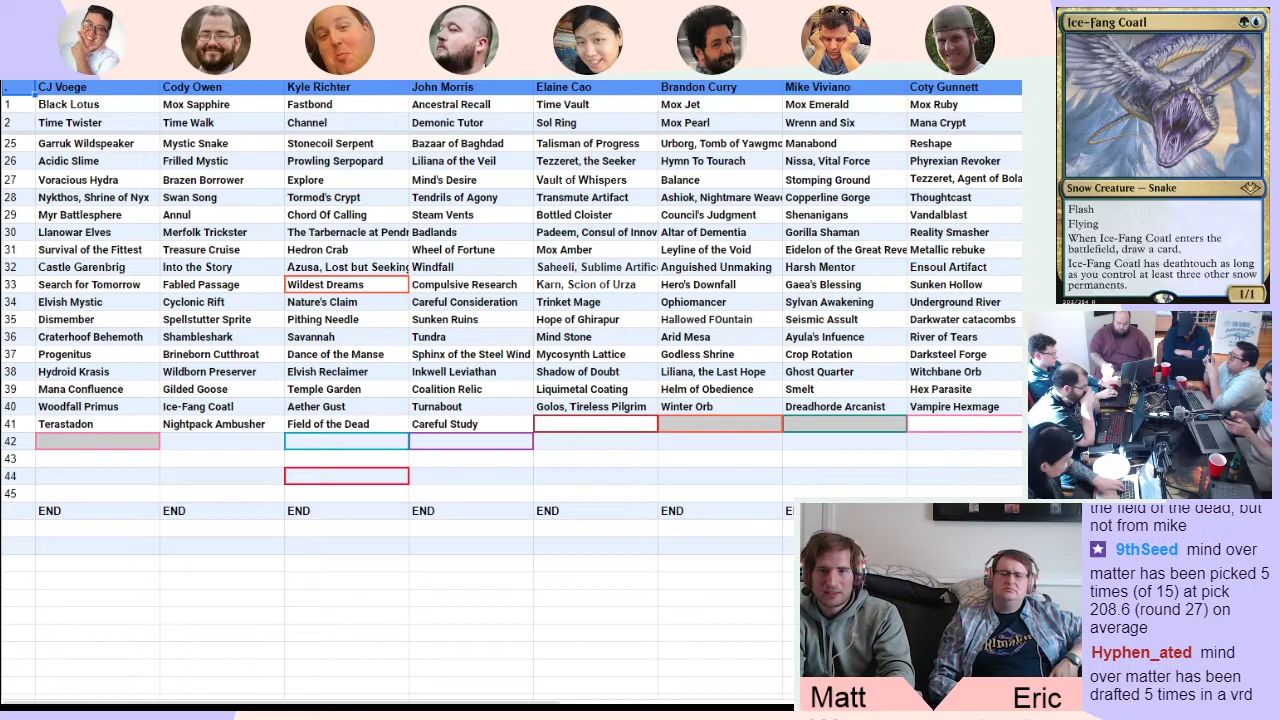 . CJ Voege Cody Owen Kyle Richter John Morris Elaine Cao Brandon Curry Mike Viviano Coty Gunnett
1 Black Lotus Mox Sapphire Fastbond Ancestral Recall Time Vault Mox Jet Mox Emerald Mox Ruby
2 Time Twister Time Walk Channel Demonic Tutor Sol Ring Mox Pearl Wrenn and Six Mana Crypt
25 Garruk Wildspeaker Mystic Snake Stonecoil Serpent Bazaar of Baghdad Talisman of Progress Urborg, Tomb of Yawgmo Manabond Reshape
26 Acidic Slime Frilled Mystic Prowling Serpopard Liliana of the Veil Tezzeret, the Seeker Hymn To Tourach Nissa, Vital Force Phyrexian Revoker
27 Voracious Hydra Brazen Borrower Explore Mind's Desire Vault of Whispers Balance Stomping Ground Tezzeret, Agent of Bola
28 Nykthos, Shrine of Nyx Swan Song Tormod's Crypt Tendrils of Agony Transmute Artifact Ashiok, Nightmare Weave Copperline Gorge Thoughtcast
29 Myr Battlesphere Annul Chord Of Calling Steam Vents Bottled Cloister Council's Judgment Shenanigans Vandalblast
30 Llanowar Elves Merfolk Trickster The Tarbernacle at Pendr Badlands Padeem, Consul of Innov Altar of Dementia Gorilla Shaman Reality Smasher
31 Survival of the Fittest Treasure Cruise Hedron Crab Wheel of Fortune Mox Amber Leyline of the Void Eidelon of the Great Reve Metallic rebuke
32 Castle Garenbrig Into the Story Azusa, Lost but Seeking Windfall Saheeli, Sublime Artific Anguished Unmaking Harsh Mentor Ensoul Artifact
33 Search for Tomorrow Fabled Passage Wildest Dreams Compulsive Research Karn, Scion of Urza Hero's Downfall Gaea's Blessing Sunken Hollow
34 Elvish Mystic Cyclonic Rift Nature's Claim Careful Consideration Trinket Mage Ophiomancer Sylvan Awakening Underground River
35 Dismember Spellstutter Sprite Pithing Needle Sunken Ruins Hope of Ghirapur Hallowed FOuntain Seismic Assult Darkwater catacombs
36 Craterhoof Behemoth Shambleshark Savannah Tundra Mind Stone Arid Mesa Ayula's Infuence River of Tears
37 Progenitus Brineborn Cutthroat Dance of the Manse Sphinx of the Steel Wind Mycosynth Lattice Godless Shrine Crop Rotation Darksteel Forge
38 Hydroid Krasis Wildborn Preserver Elvish Reclaimer Inkwell Leviathan Shadow of Doubt Liliana, the Last Hope Ghost Quarter Witchbane Orb
39 Mana Confluence Gilded Goose Temple Garden Coalition Relic Liquimetal Coating Helm of Obedience Smelt Hex Parasite
40 Woodfall Primus Ice-Fang Coatl Aether Gust Turnabout Golos, Tireless Pilgrim Winter Orb Dreadhorde Arcanist Vampire Hexmage
41 Terastadon Nightpack Ambusher Field of the Dead Careful Study
42
43
44
45
END END END END END END E
Ice-Fang Coatl
Snow Creature — Snake
Flash
Flying
When Ice-Fang Coatl enters the
battlefield, draw a card.
Ice-Fang Coatl has deathtouch as long
as you control at least three other snow
permanents.
203/254 R
1/1
the field of the dead, but
not from mike
9thSeed mind over
matter has been picked 5
times (of 15) at pick
208.6 (round 27) on
average
Hyphen_ated mind
over matter has been
drafted 5 times in a vrd
Matt Eric